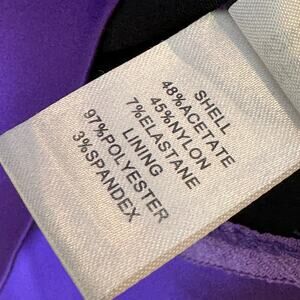 SHELL
48%ACETATE
45%NYLON
7%ELASTANE
LINING
97%POLYESTER
3%SPANDEX